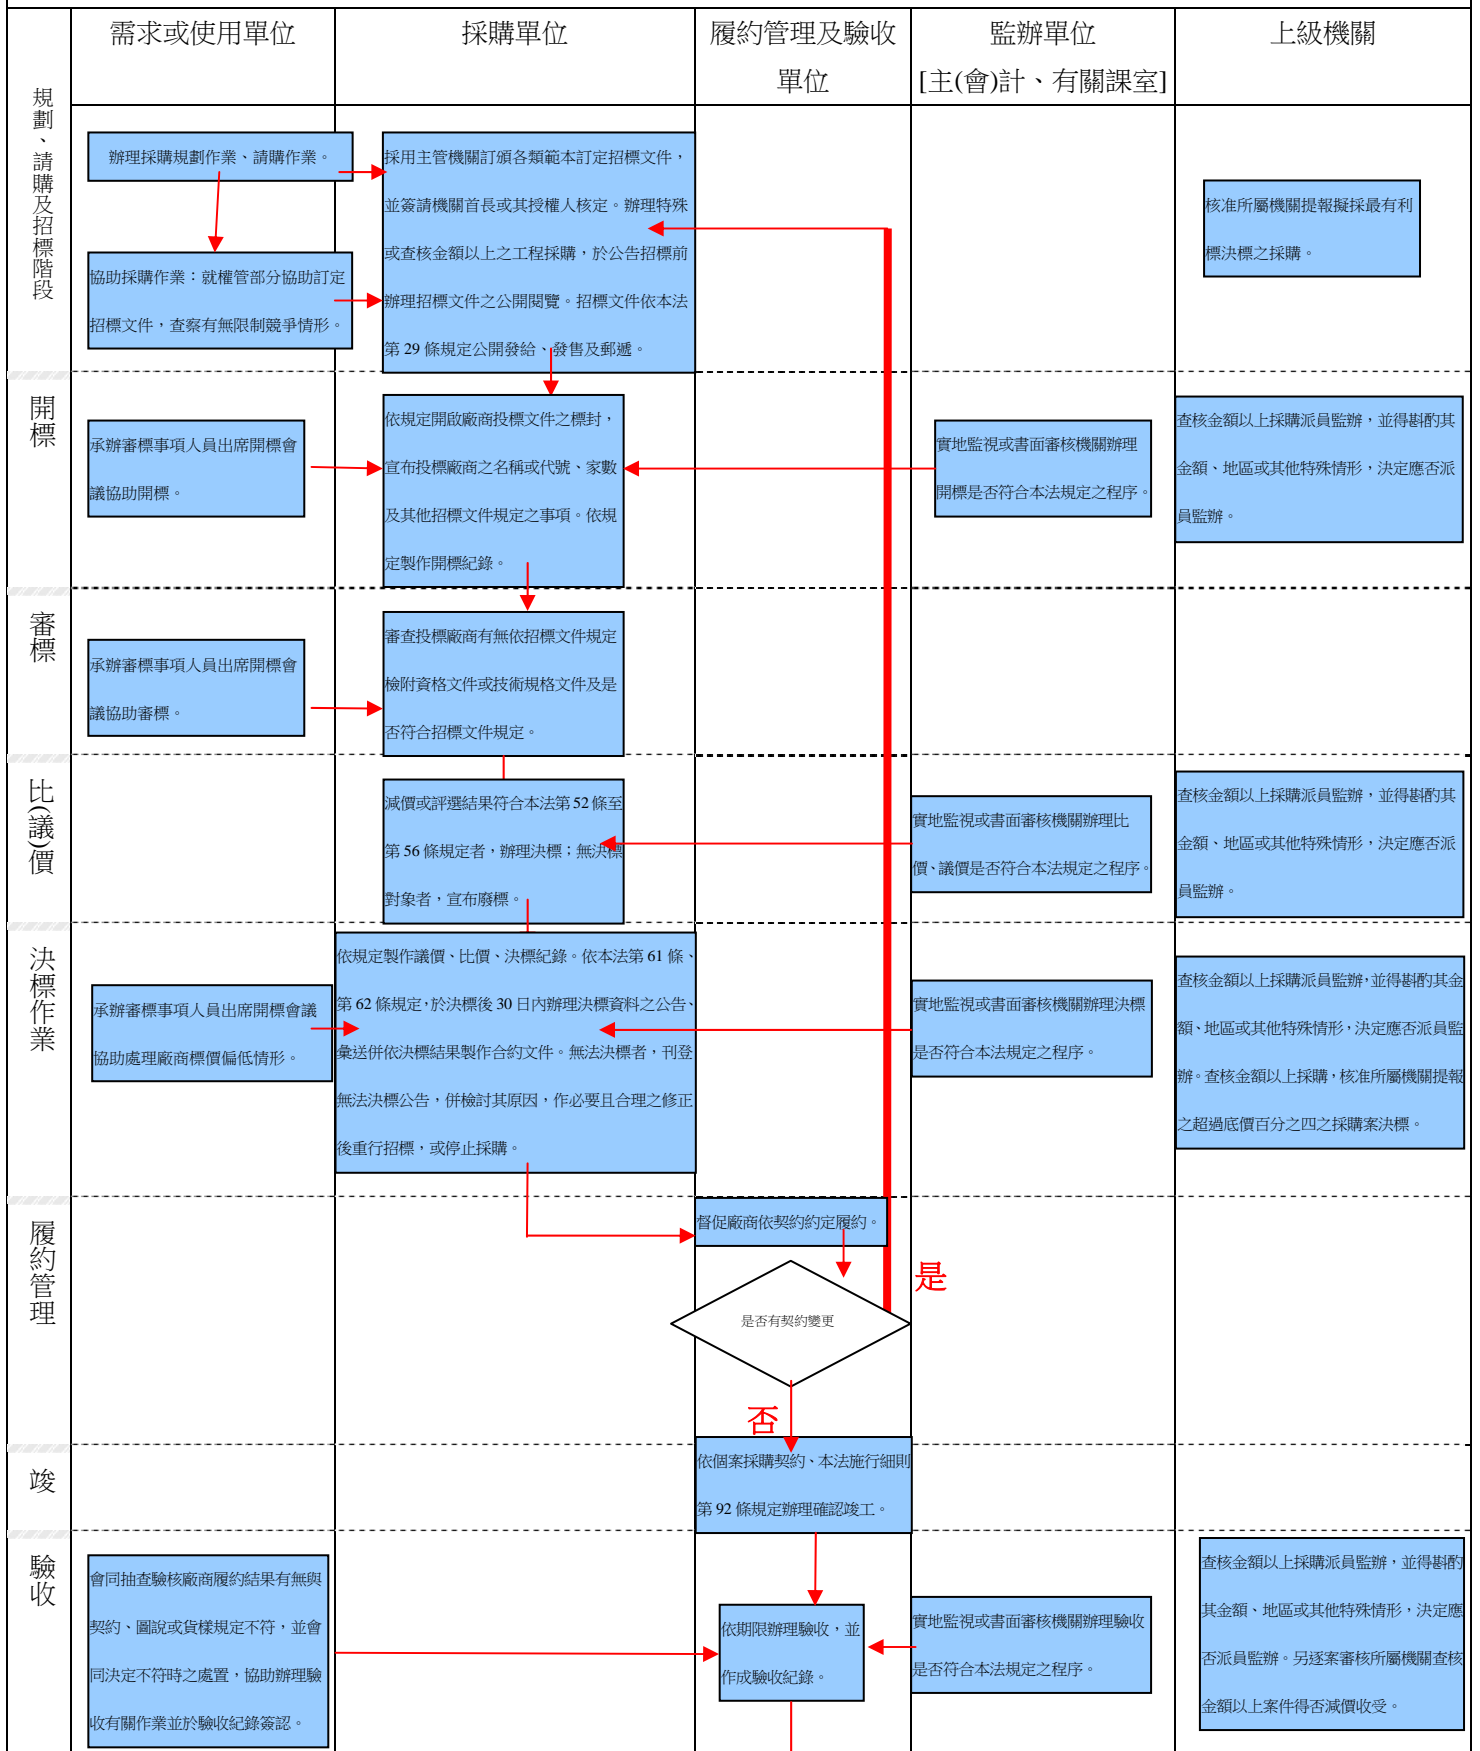 需求或使用單位
採購單位
履約管理及驗收
單位
監辦單位
[主(會)計、有關課室]
上級機關
規劃、請購及招標階段
辦理採購規劃作業、請購作業。
協助採購作業：就權管部分協助訂定
招標文件，查察有無限制競爭情形。
採用主管機關訂頒各類範本訂定招標文件，
並簽請機關首長或其授權人核定。辦理特殊
或查核金額以上之工程採購，於公告招標前
辦理招標文件之公開閱覽。招標文件依本法
第 29 條規定公開發給、發售及郵遞。
核准所屬機關提報擬採最有利
標決標之採購。
開標
承辦審標事項人員出席開標會
議協助開標。
依規定開啟廠商投標文件之標封，
宣布投標廠商之名稱或代號、家數
及其他招標文件規定之事項。依規
定製作開標紀錄。
實地監視或書面審核機關辦理
開標是否符合本法規定之程序。
查核金額以上採購派員監辦，並得斟酌其
金額、地區或其他特殊情形，決定應否派
員監辦。
審標
承辦審標事項人員出席開標會
議協助審標。
審查投標廠商有無依招標文件規定
檢附資格文件或技術規格文件及是
否符合招標文件規定。
比(議)價
減價或評選結果符合本法第 52 條至
第 56 條規定者，辦理決標；無決標
對象者，宣布廢標。
實地監視或書面審核機關辦理比
價、議價是否符合本法規定之程序。
查核金額以上採購派員監辦，並得斟酌其
金額、地區或其他特殊情形，決定應否派
員監辦。
決標作業
承辦審標事項人員出席開標會議
協助處理廠商標價偏低情形。
依規定製作議價、比價、決標紀錄。依本法第 61 條、
第 62 條規定，於決標後 30 日內辦理決標資料之公告、
彙送併依決標結果製作合約文件。無法決標者，刊登
無法決標公告，併檢討其原因，作必要且合理之修正
後重行招標，或停止採購。
實地監視或書面審核機關辦理決標
是否符合本法規定之程序。
查核金額以上採購派員監辦，並得斟酌其金
額、地區或其他特殊情形，決定應否派員監
辦。查核金額以上採購，核准所屬機關提報
之超過底價百分之四之採購案決標。
履約管理
督促廠商依契約約定履約。
是否有契約變更
是
否
竣
依個案採購契約、本法施行細則
第 92 條規定辦理確認竣工。
驗收
會同抽查驗核廠商履約結果有無與
契約、圖說或貨樣規定不符，並會
同決定不符時之處置，協助辦理驗
收有關作業並於驗收紀錄簽認。
依期限辦理驗收，並
作成驗收紀錄。
實地監視或書面審核機關辦理驗收
是否符合本法規定之程序。
查核金額以上採購派員監辦，並得斟酌
其金額、地區或其他特殊情形，決定應
否派員監辦。另逐案審核所屬機關查核
金額以上案件得否減價收受。